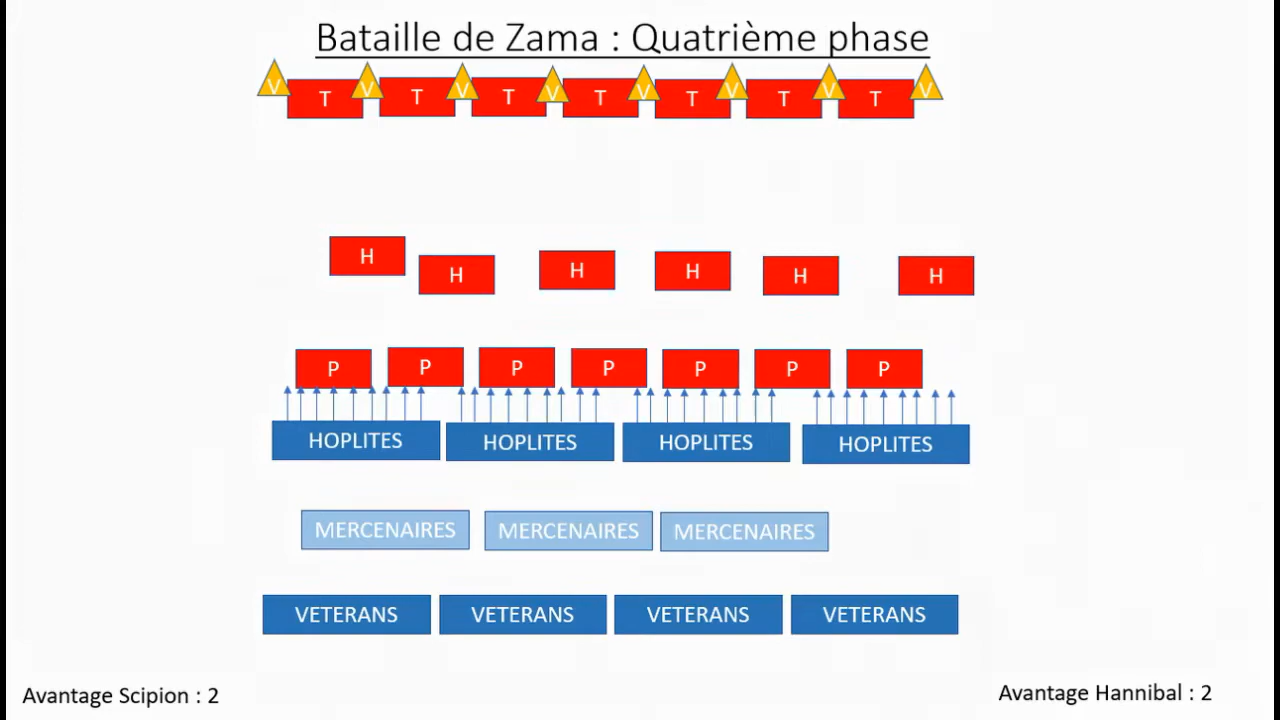 Bataille de Zama : Quatrième phase
V T V T V T V T V T V T V T V
H H H H H H
P P P P P P P
HOPLITES HOPLITES HOPLITES HOPLITES
MERCENAIRES MERCENAIRES MERCENAIRES
VETERANS VETERANS VETERANS VETERANS
Avantage Scipion : 2 Avantage Hannibal : 2